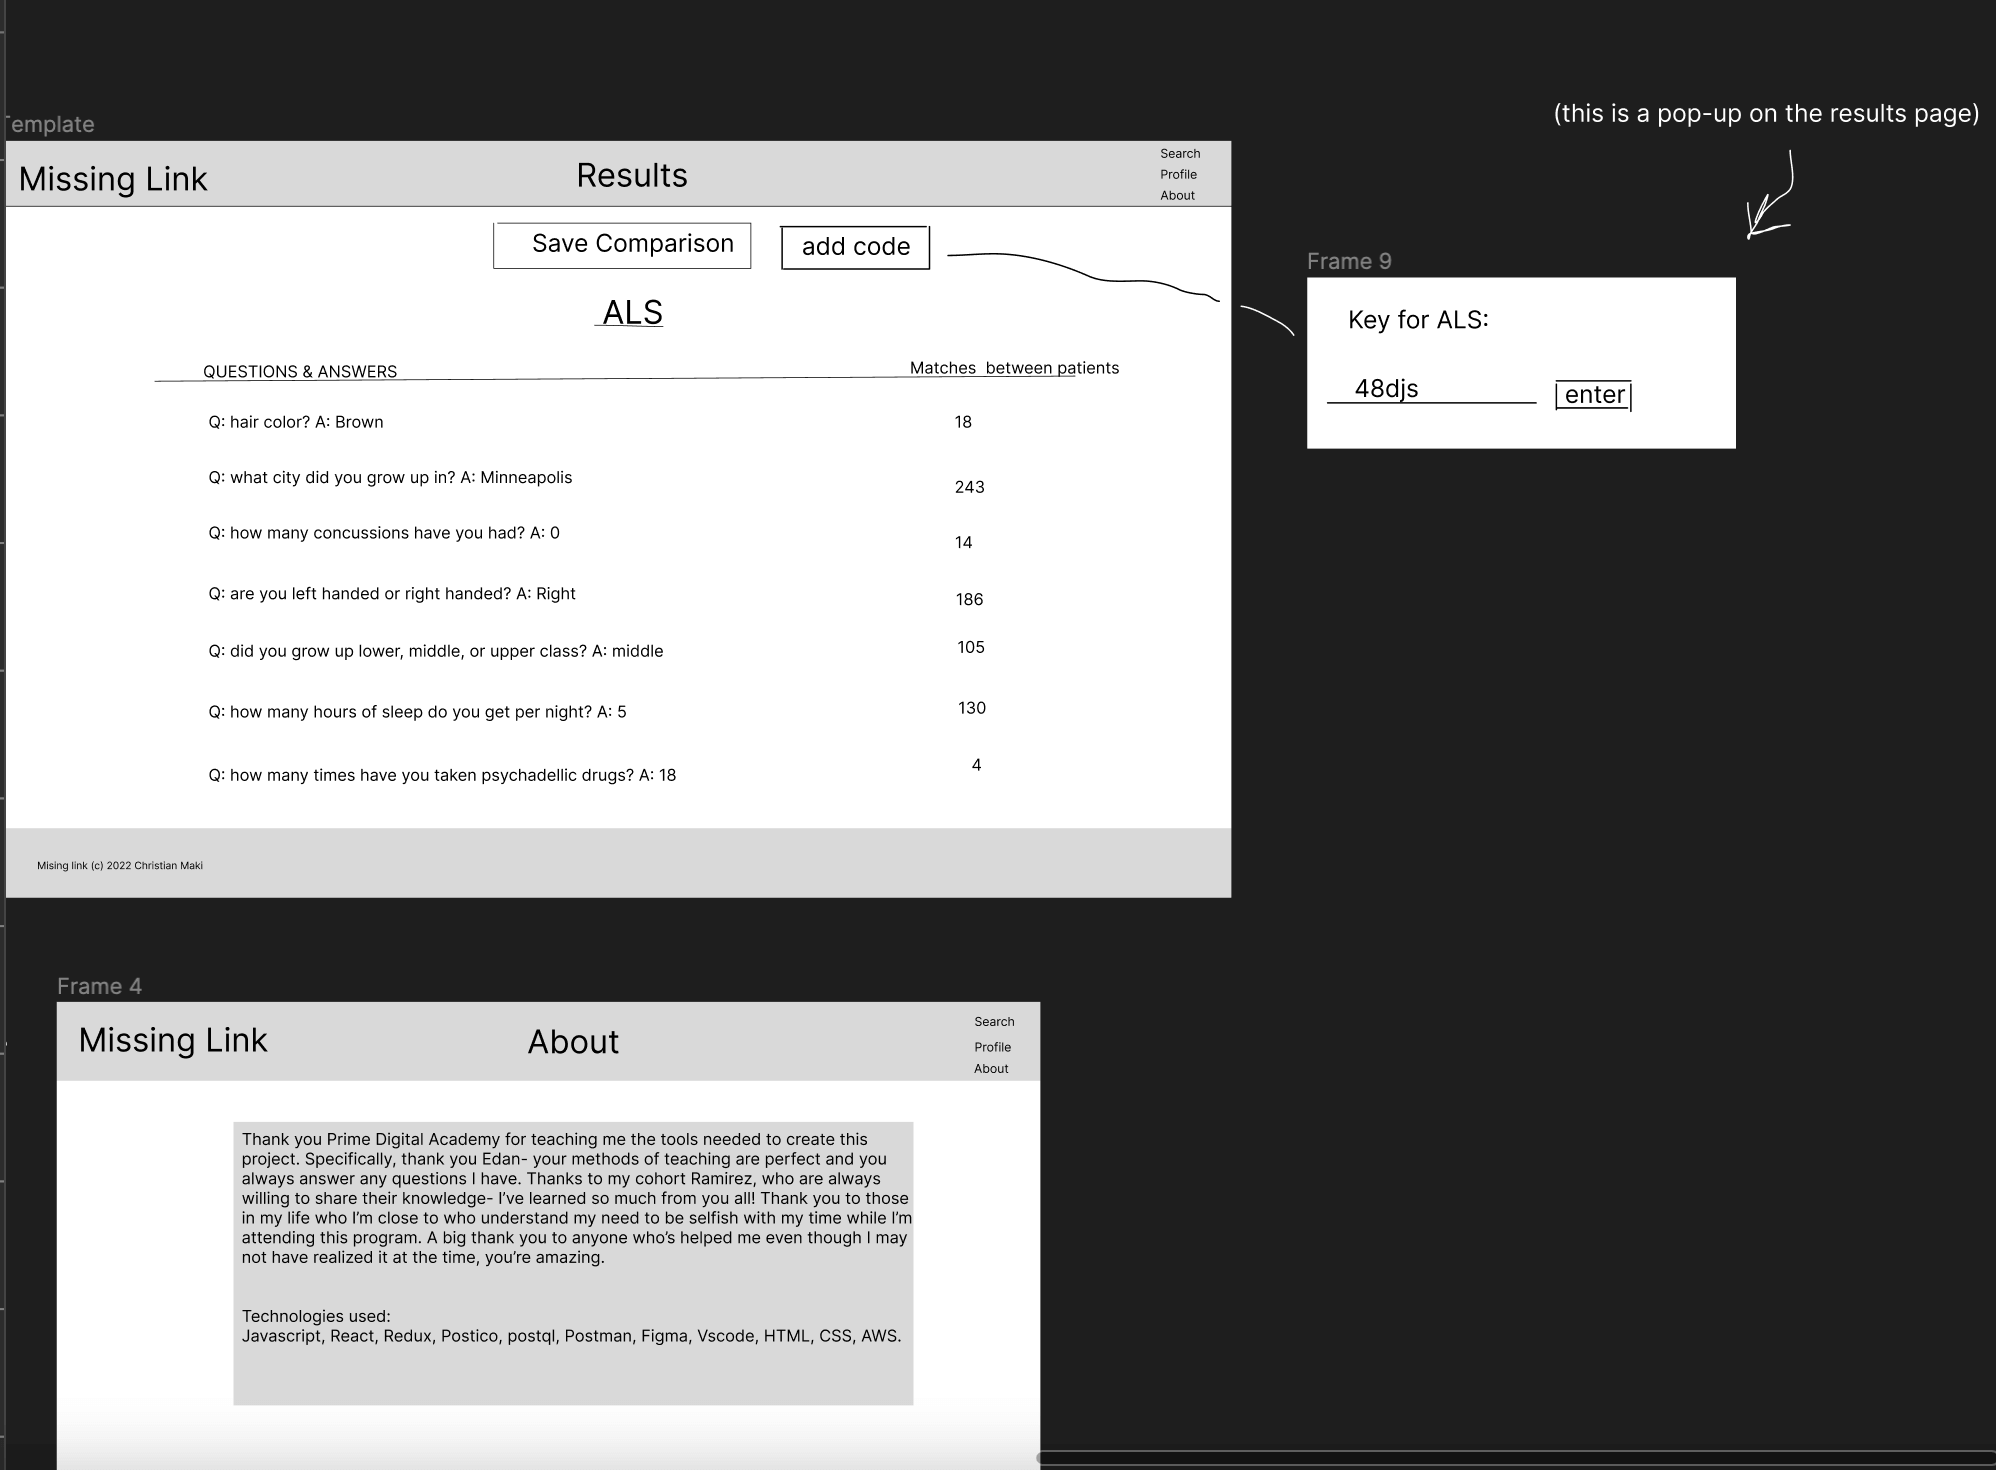 (this is a pop-up on the results page)
Template
Missing Link
Results
Search
Profile
About
Save Comparison
add code
ALS
QUESTIONS & ANSWERS
Matches  between patients
Q: hair color? A: Brown
18
Q: what city did you grow up in? A: Minneapolis
243
Q: how many concussions have you had? A: 0
14
Q: are you left handed or right handed? A: Right
186
Q: did you grow up lower, middle, or upper class? A: middle
105
Q: how many hours of sleep do you get per night? A: 5
130
Q: how many times have you taken psychadellic drugs? A: 18
4
Mising link (c) 2022 Christian Maki
Frame 9
Key for ALS:
48djs
enter
Frame 4
Missing Link
About
Search
Profile
About
Thank you Prime Digital Academy for teaching me the tools needed to create this
project. Specifically, thank you Edan- your methods of teaching are perfect and you
always answer any questions I have. Thanks to my cohort Ramirez, who are always
willing to share their knowledge- I’ve learned so much from you all! Thank you to those
in my life who I’m close to who understand my need to be selfish with my time while I’m
attending this program. A big thank you to anyone who’s helped me even though I may
not have realized it at the time, you’re amazing.
Technologies used:
Javascript, React, Redux, Postico, postql, Postman, Figma, Vscode, HTML, CSS, AWS.